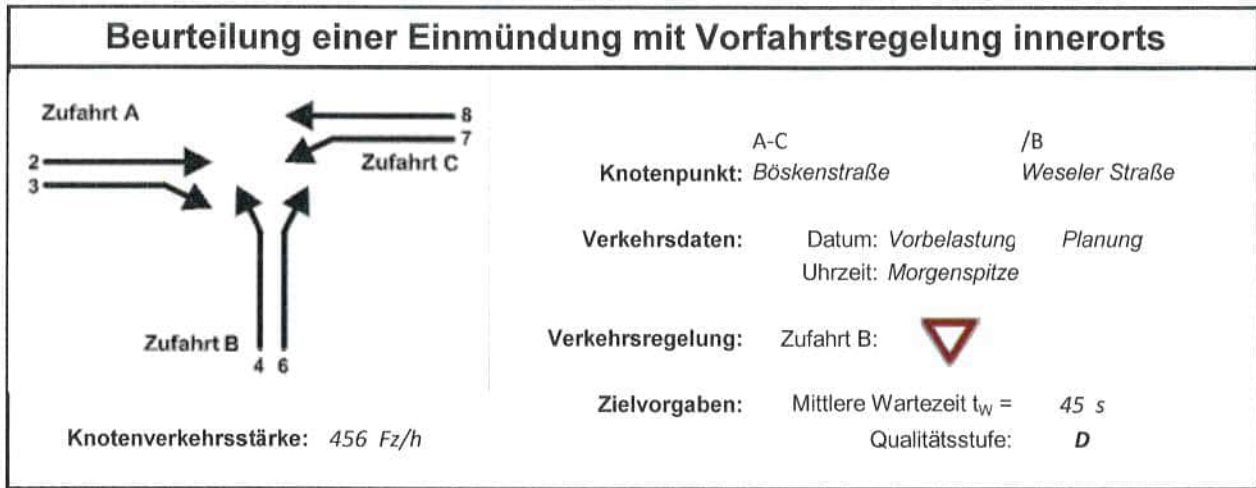 Beurteilung einer Einmündung mit Vorfahrtsregelung innerorts
Zufahrt A
8
7
Zufahrt C
2
3
Zufahrt B
4 6
Knotenverkehrsstärke: 456 Fz/h
A-C /B
Knotenpunkt: Böskenstraße Weseler Straße
Verkehrsdaten: Datum: Vorbelastung Planung
Uhrzeit: Morgenspitze
Verkehrsregelung: Zufahrt B:
Zielvorgaben: Mittlere Wartezeit tW = 45 s
Qualitätsstufe: D